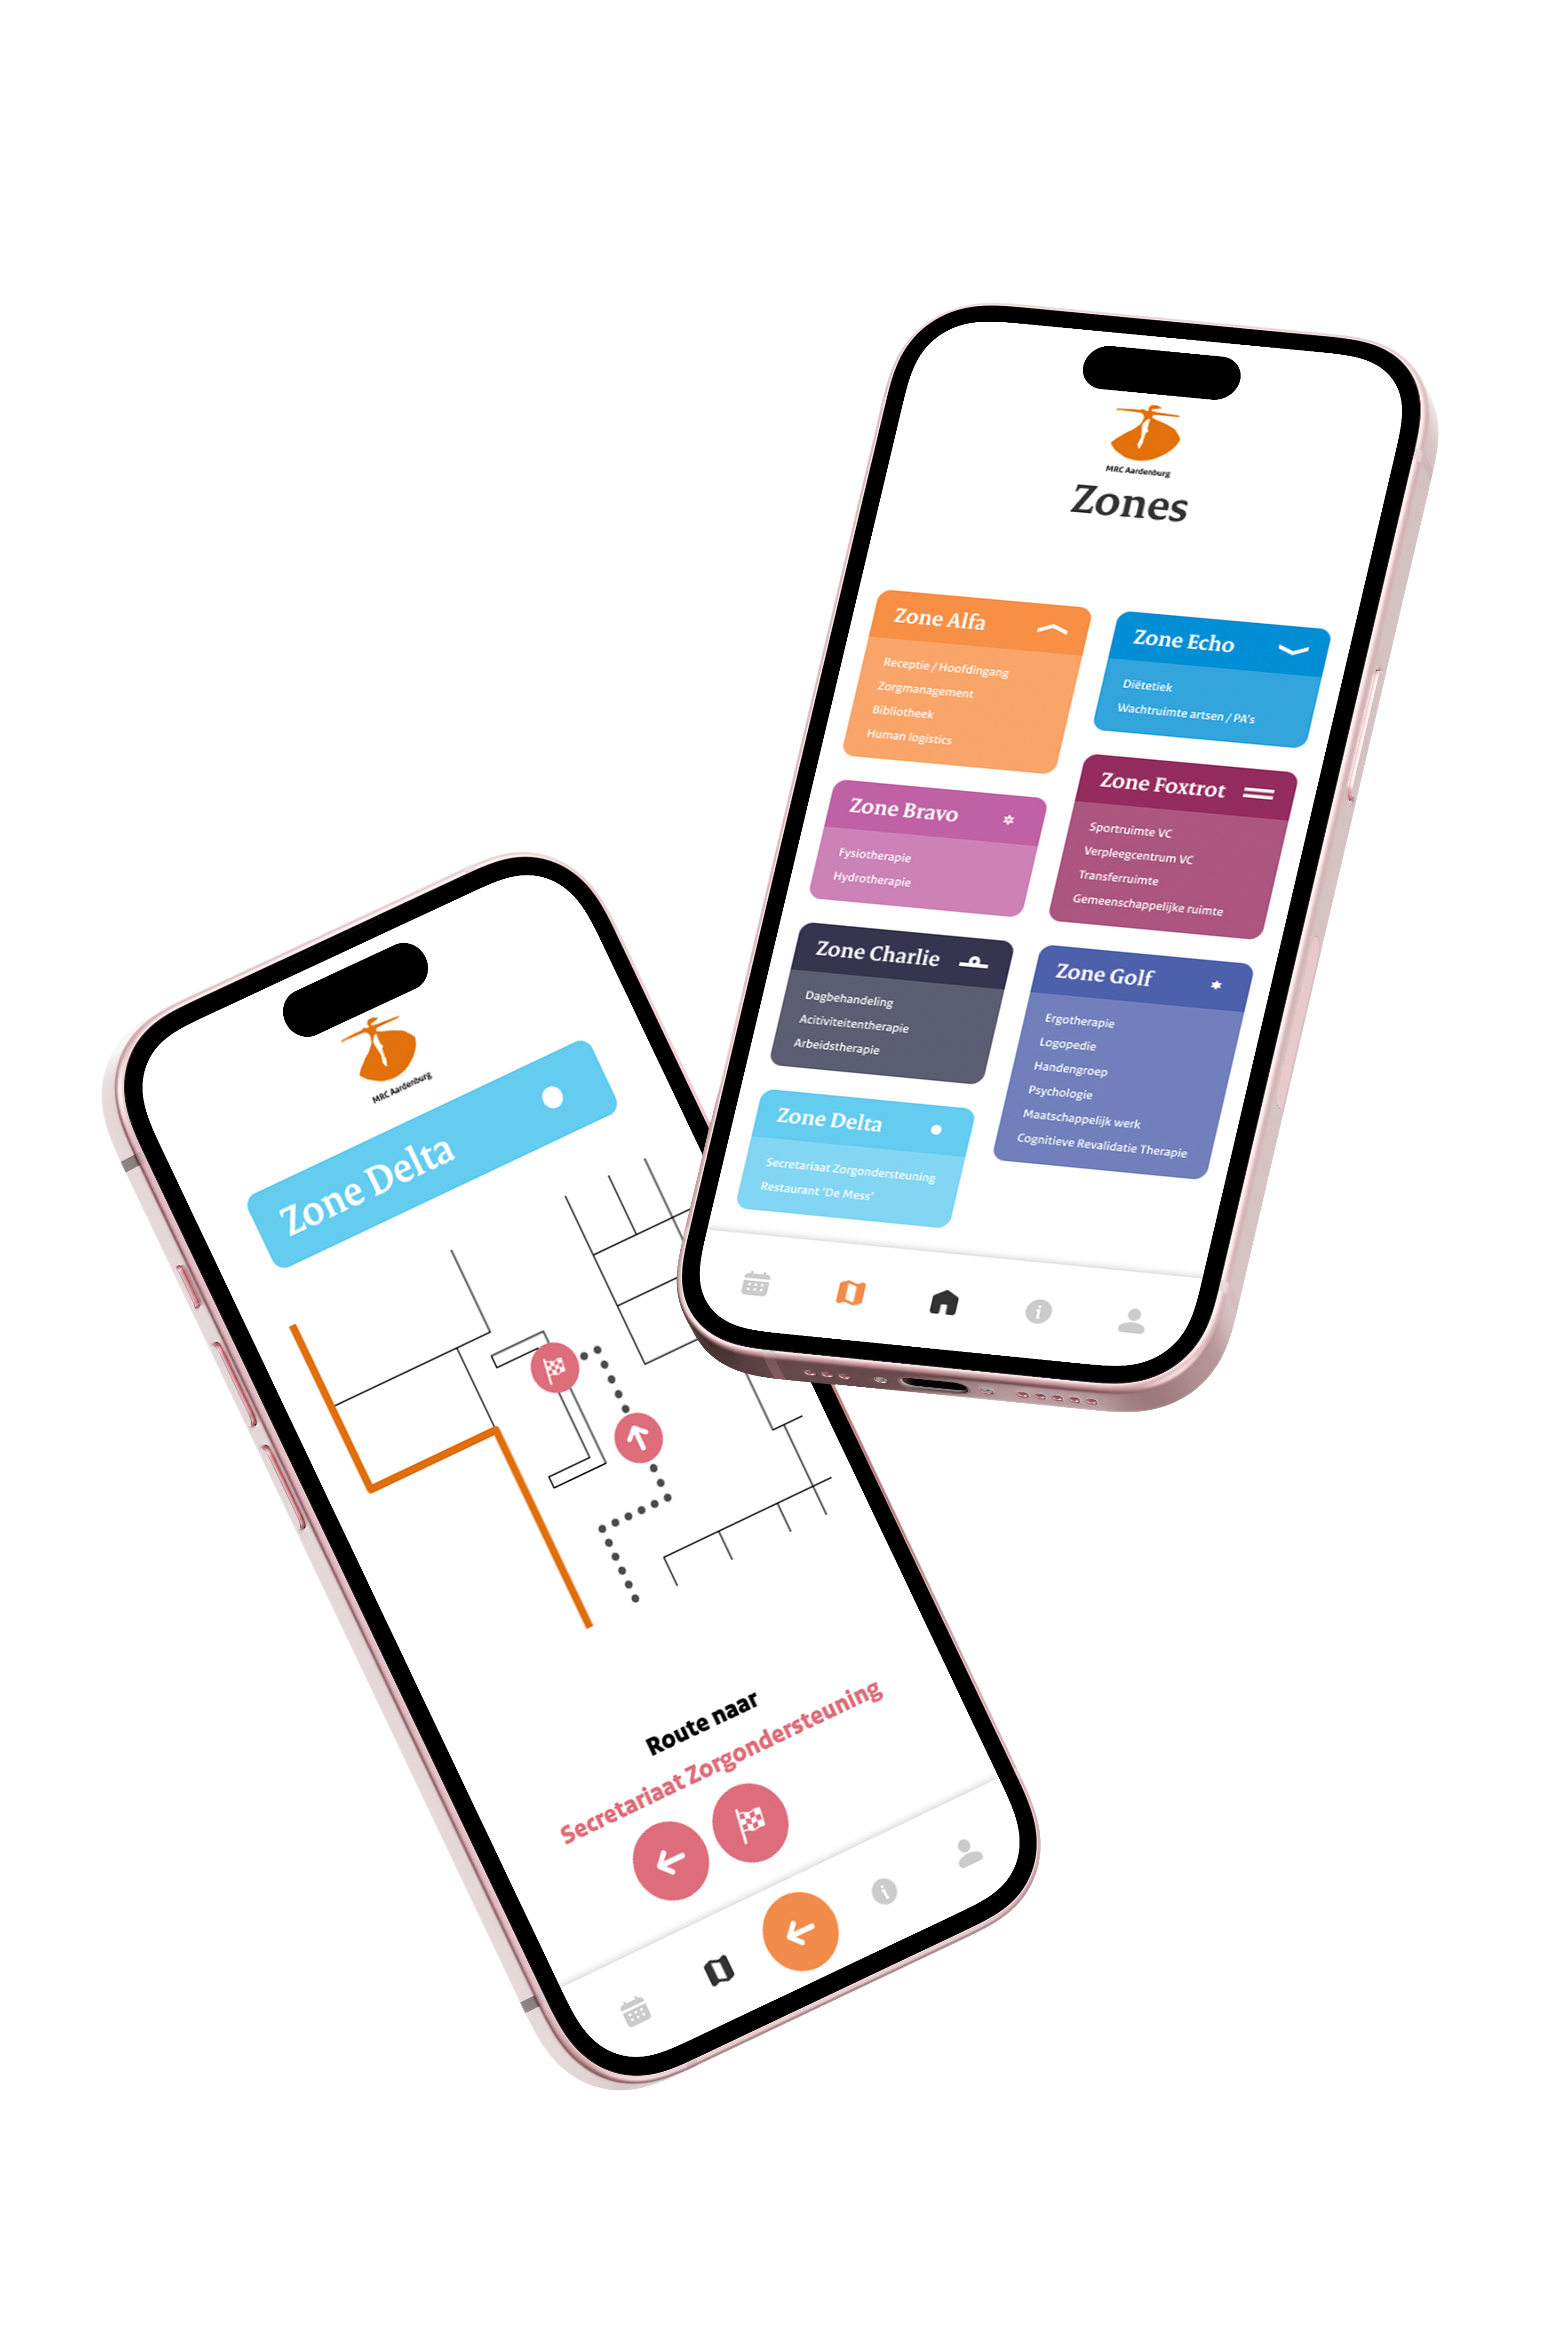 MRC Aardenburg
Zones
Zone Alfa
Receptie / Hoofdingang
Zorgmanagement
Bibliotheek
Human logistics
Zone Bravo
Fysiotherapie
Hydrotherapie
Zone Charlie
Dagbehandeling
Acitiviteitentherapie
Arbeidstherapie
Zone Delta
Secretariaat Zorgondersteuning
Restaurant "De Mess"
Zone Echo
Diëtetiek
Wachtruimte artsen / PA's
Zone Foxtrot
Sportruimte VC
Verpleegcentrum VC
Transferruimte
Gemeenschappelijke ruimte
Zone Golf
Ergotherapie
Logopedie
Handengroep
Psychologie
Maatschappelijk werk
Cognitieve Revalidatie Therapie
MRC Aardenburg
Zone Delta
Route naar
Secretariaat Zorgondersteuning